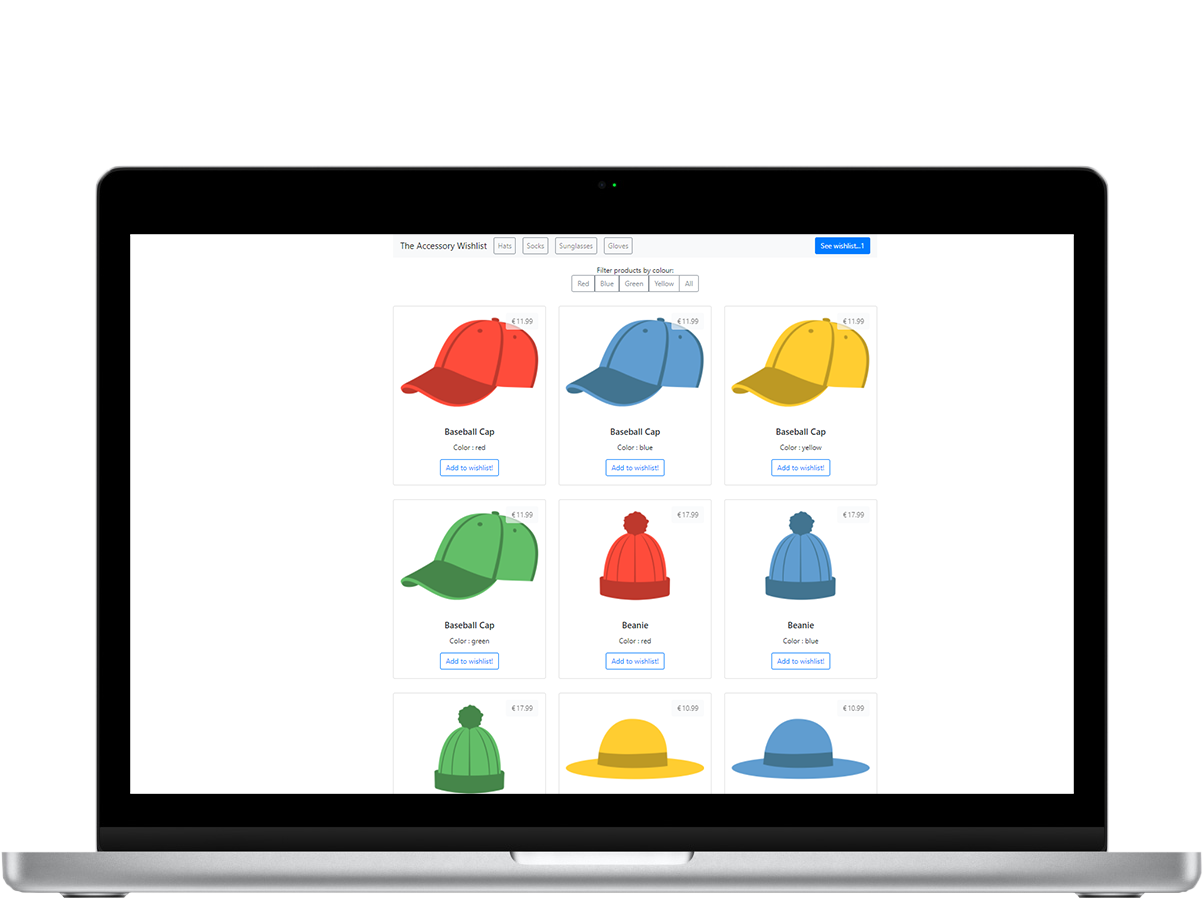 The Accessory Wishlist Hats Socks Sunglasses Gloves See wishlist...1
Filter products by colour:
Red Blue Green Yellow All
€11.99 €11.99 €11.99
Baseball Cap Baseball Cap Baseball Cap
Color : red Color : blue Color : yellow
Add to wishlist! Add to wishlist! Add to wishlist!
€11.99 €17.99 €17.99
Baseball Cap Beanie Beanie
Color : green Color : red Color : blue
Add to wishlist! Add to wishlist! Add to wishlist!
€17.99 €10.99 €10.99